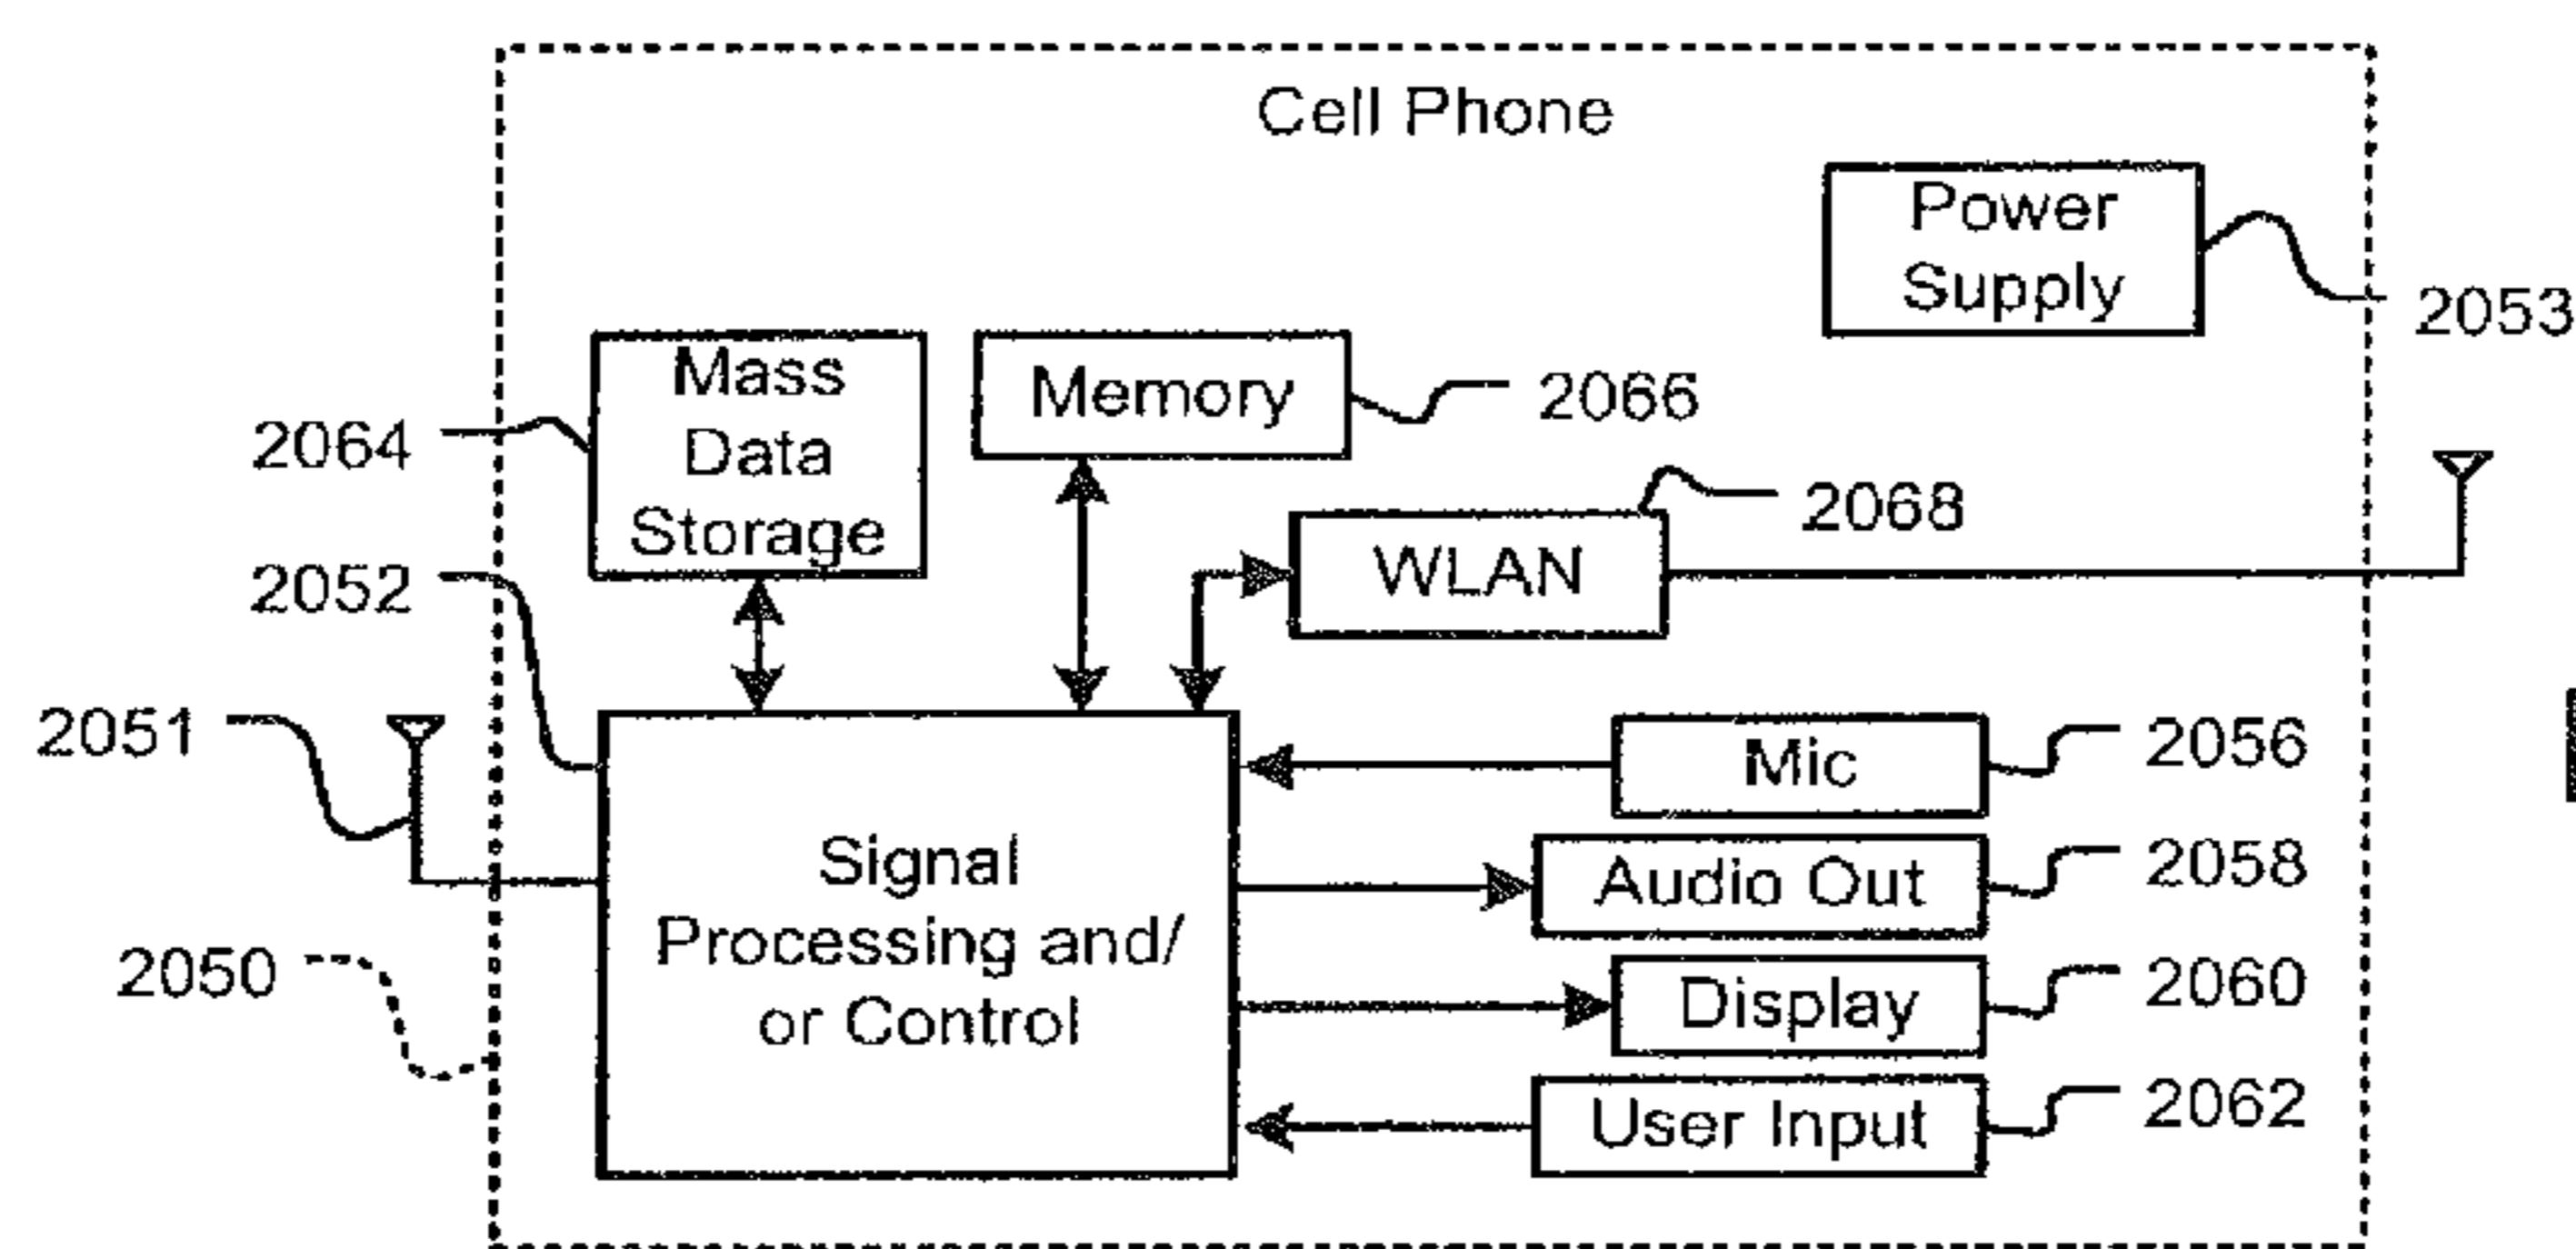 Cell Phone
Power
Supply
2053
Mass
Data
Storage
2064
Memory
2066
2068
WLAN
2052
2051
Mic
2056
Signal
Processing and/
or Control
Audio Out
2058
2050
Display
2060
User Input
2062